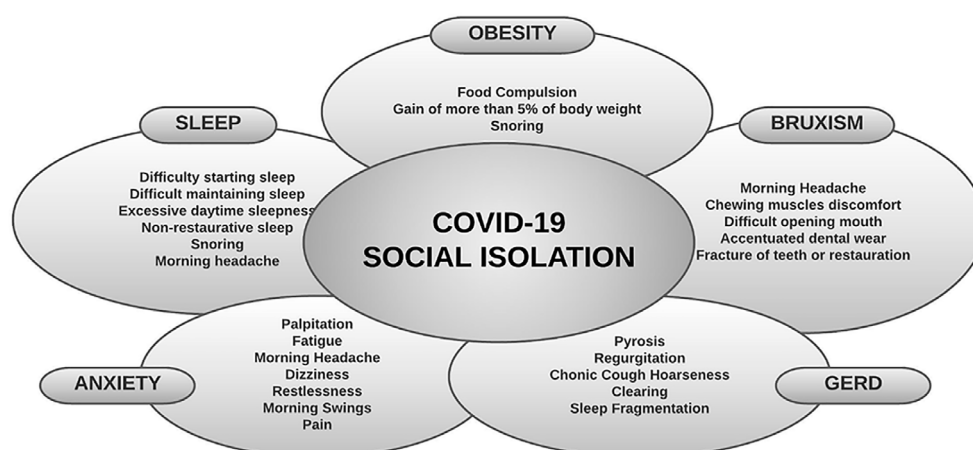 OBESITY
Food Compulsion
Gain of more than 5% of body weight
Snoring
SLEEP
Difficulty starting sleep
Difficult maintaining sleep
Excessive daytime sleepness
Non-restaurative sleep
Snoring
Morning headache
BRUXISM
Morning Headache
Chewing muscles discomfort
Difficult opening mouth
Accentuated dental wear
Fracture of teeth or restauration
COVID-19
SOCIAL ISOLATION
ANXIETY
Palpitation
Fatigue
Morning Headache
Dizziness
Restlessness
Morning Swings
Pain
GERD
Pyrosis
Regurgitation
Chonic Cough Hoarseness
Clearing
Sleep Fragmentation